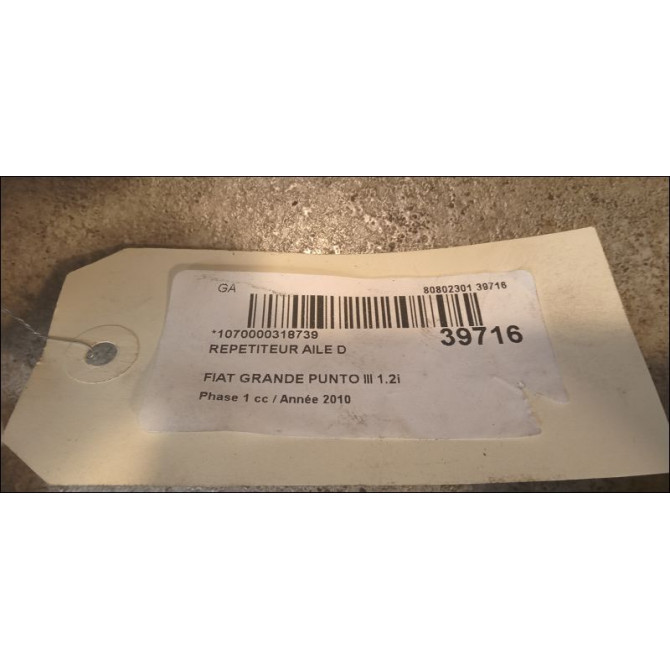 GA 80802301 39716
*1070000318739 39716
REPETITEUR AILE D
FIAT GRANDE PUNTO III 1.2i
Phase 1 cc / Année 2010